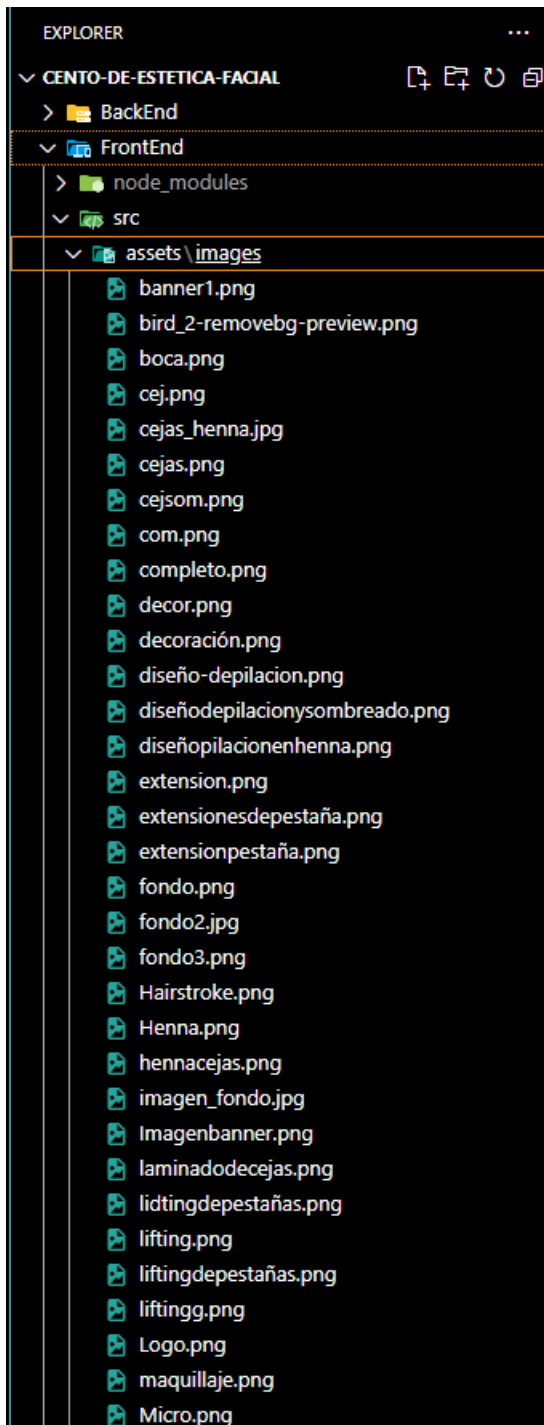 EXPLORER
CENTO-DE-ESTETICA-FACIAL
BackEnd
FrontEnd
node_modules
src
assets\images
banner1.png
bird_2-removebg-preview.png
boca.png
cej.png
cejas_henna.jpg
cejas.png
cejsom.png
com.png
completo.png
decor.png
decoración.png
diseño-depilacion.png
diseñodepilacionysombreado.png
diseñopilacionenhenna.png
extension.png
extensionesdepestaña.png
extensionpestaña.png
fondo.png
fondo2.jpg
fondo3.png
Hairstroke.png
Henna.png
hennacejas.png
imagen_fondo.jpg
Imagenbanner.png
laminadodecejas.png
lidtingdepestañas.png
lifting.png
liftingdepestañas.png
liftingg.png
Logo.png
maquillaje.png
Micro.png